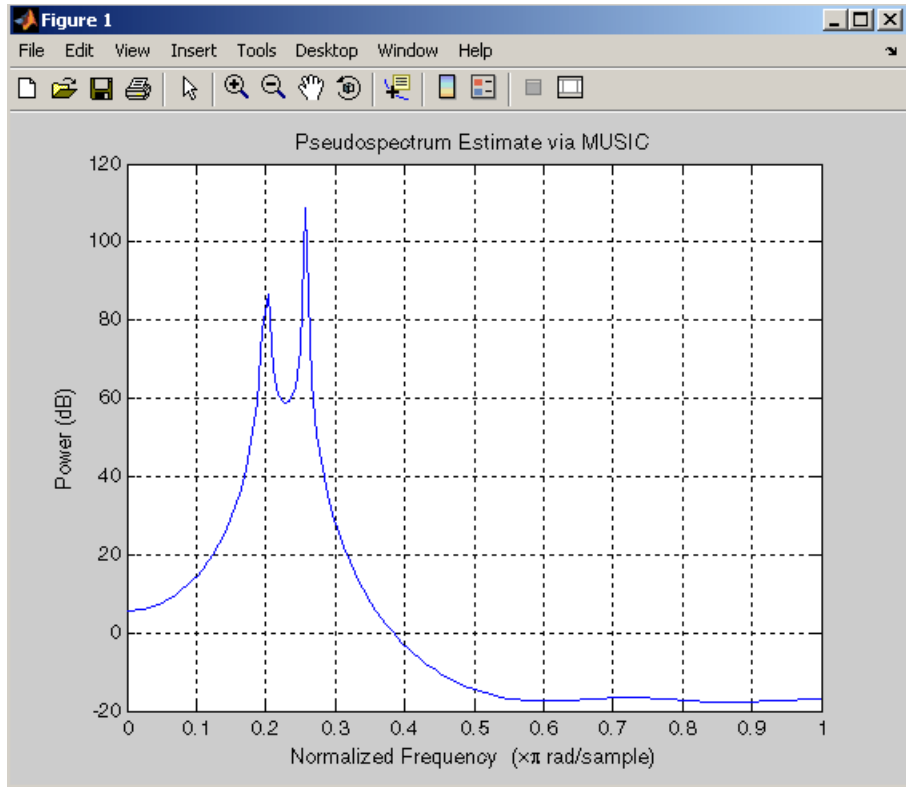 Figure 1
File Edit View Insert Tools Desktop Window Help
Pseudospectrum Estimate via MUSIC
120
100
80
60
40
20
0
-20
Power (dB)
0 0.1 0.2 0.3 0.4 0.5 0.6 0.7 0.8 0.9 1
Normalized Frequency (×π rad/sample)